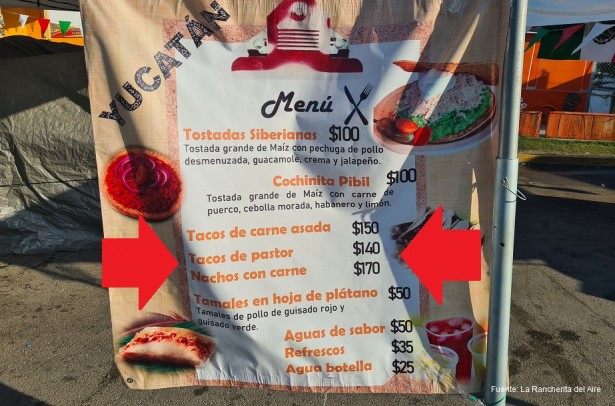 YUCATÁN
Menú
Tostadas Siberianas $100
Tostada grande de Maíz con pechuga de pollo
desmenuzada, guacamole, crema y jalapeño.
Cochinita Pibil $100
Tostada grande de Maíz con carne de
puerco, cebolla morada, habanero y limón.
Tacos de carne asada $150
Tacos de pastor $140
Nachos con carne $170
Tamales en hoja de plátano $50
Tamales de pollo de guisado rojo y
guisado verde.
Aguas de sabor $50
Refrescos $35
Agua botella $25
Fuente: La Rancherita del Aire